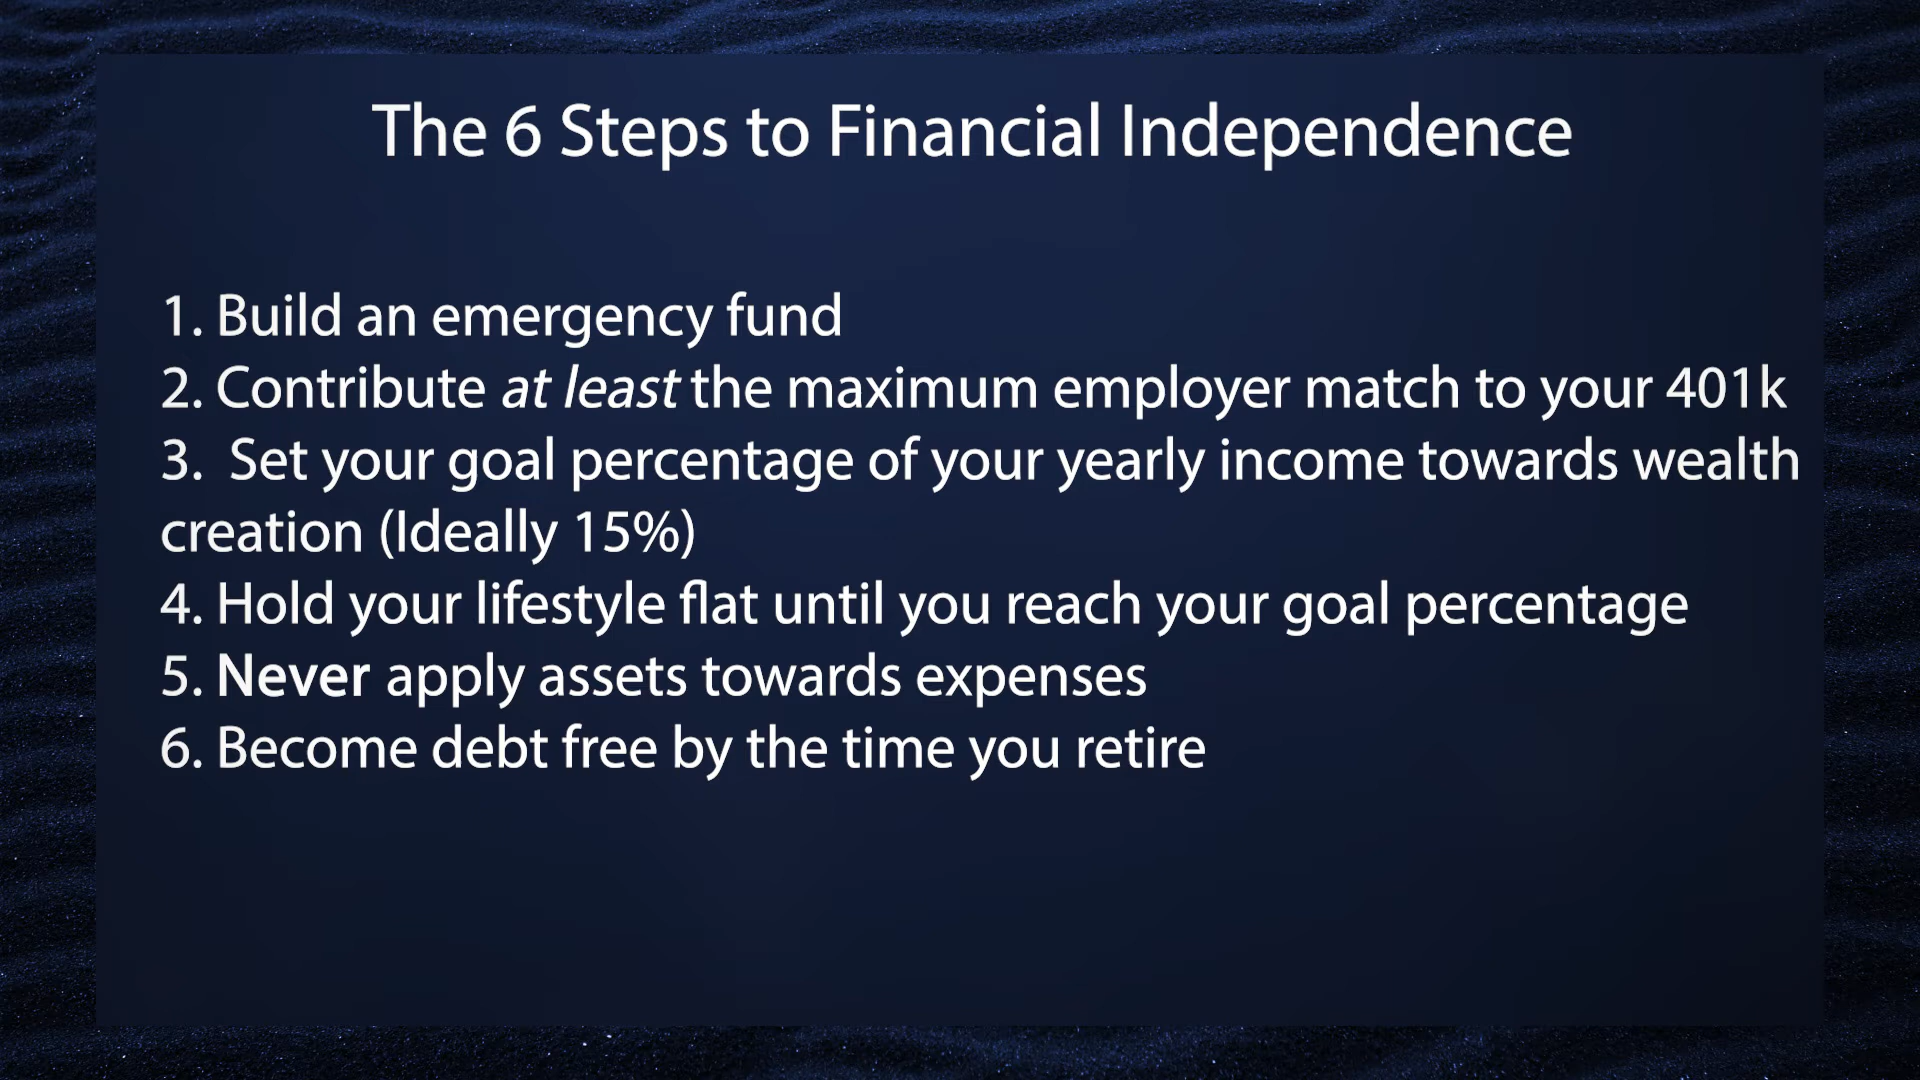 The 6 Steps to Financial Independence
1. Build an emergency fund
2. Contribute at least the maximum employer match to your 401k
3.  Set your goal percentage of your yearly income towards wealth
creation (Ideally 15%)
4. Hold your lifestyle flat until you reach your goal percentage
5. Never apply assets towards expenses
6. Become debt free by the time you retire